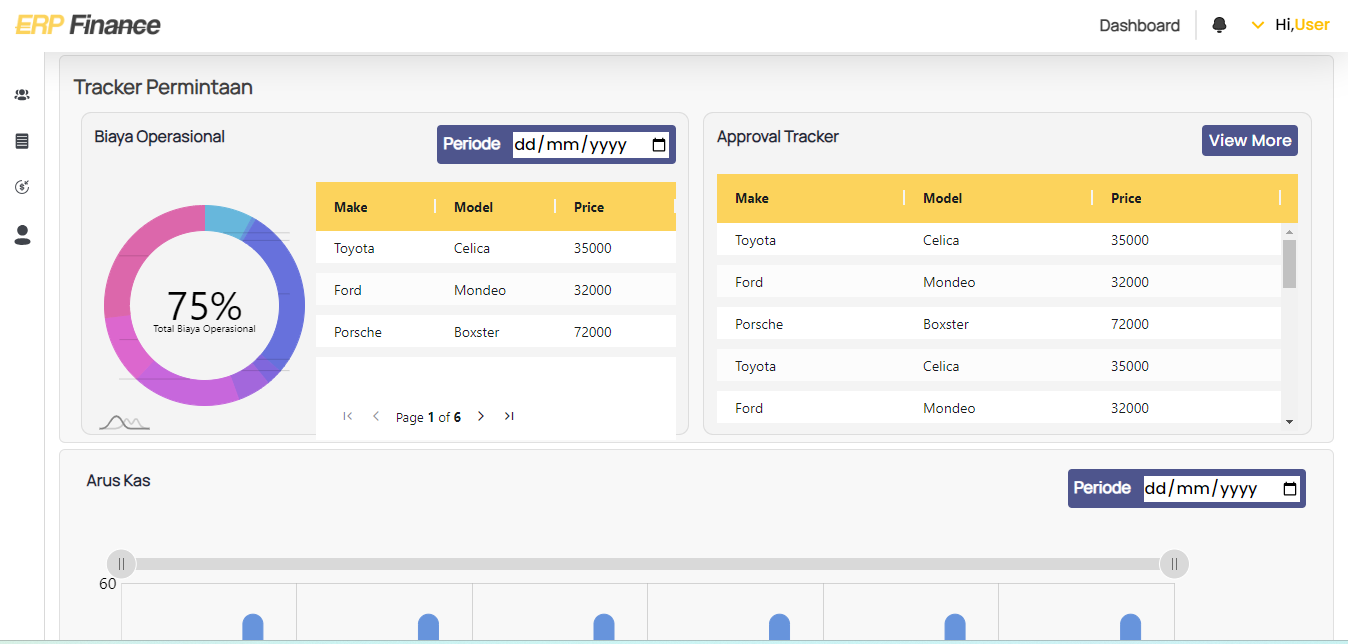 ERP Finance
Dashboard
Hi,User
Tracker Permintaan
Biaya Operasional
Periode dd/mm/yyyy
75%
Total Biaya Operasional
Make Model Price
Toyota Celica 35000
Ford Mondeo 32000
Porsche Boxster 72000
Page 1 of 6
Approval Tracker
View More
Make Model Price
Toyota Celica 35000
Ford Mondeo 32000
Porsche Boxster 72000
Toyota Celica 35000
Ford Mondeo 32000
Arus Kas
Periode dd/mm/yyyy
60